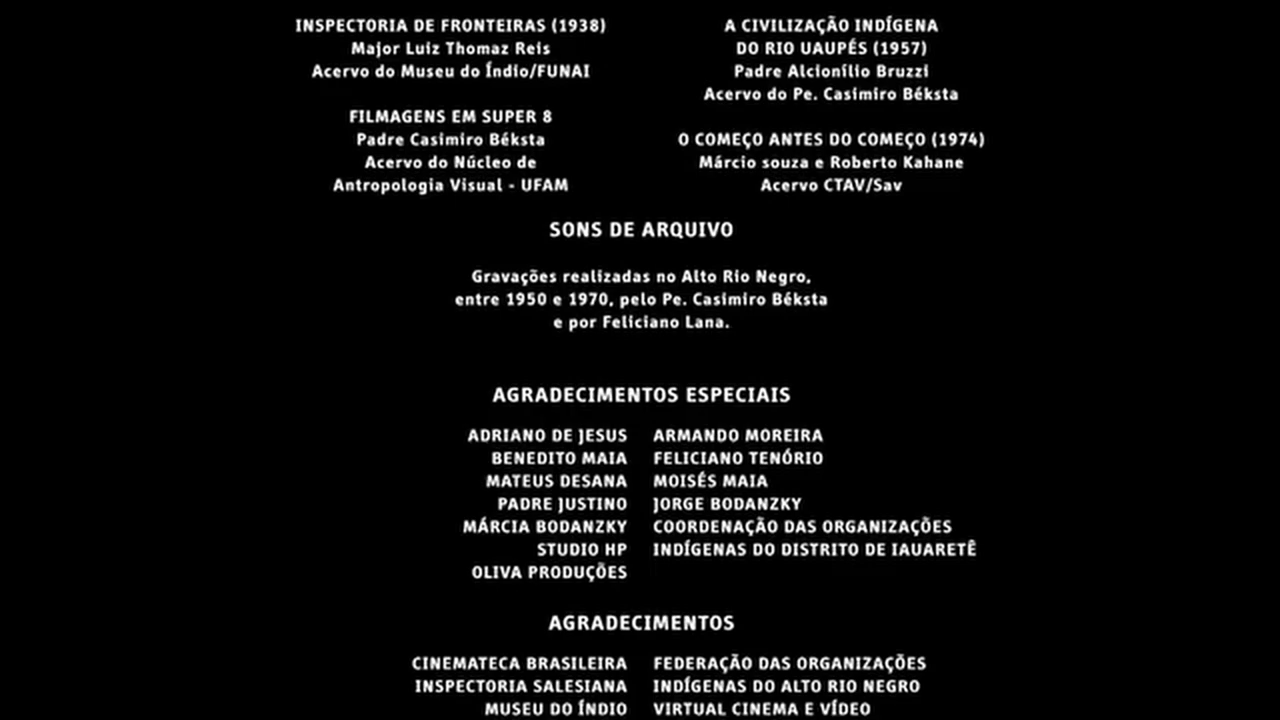 INSPECTORIA DE FRONTEIRAS (1938)
Major Luiz Thomaz Reis
Acervo do Museu do Índio/FUNAI
FILMAGENS EM SUPER 8
Padre Casimiro Béksta
Acervo do Núcleo de
Antropologia Visual - UFAM
A CIVILIZAÇÃO INDÍGENA
DO RIO UAUPÉS (1957)
Padre Alcionílio Bruzzi
Acervo do Pe. Casimiro Béksta
O COMEÇO ANTES DO COMEÇO (1974)
Márcio souza e Roberto Kahane
Acervo CTAV/Sav
SONS DE ARQUIVO
Gravações realizadas no Alto Rio Negro,
entre 1950 e 1970, pelo Pe. Casimiro Béksta
e por Feliciano Lana.
AGRADECIMENTOS ESPECIAIS
ADRIANO DE JESUS
BENEDITO MAIA
MATEUS DESANA
PADRE JUSTINO
MÁRCIA BODANZKY
STUDIO HP
OLIVA PRODUÇÕES
ARMANDO MOREIRA
FELICIANO TENÓRIO
MOISÉS MAIA
JORGE BODANZKY
COORDENAÇÃO DAS ORGANIZAÇÕES
INDÍGENAS DO DISTRITO DE IAUARETÊ
AGRADECIMENTOS
CINEMATECA BRASILEIRA
INSPECTORIA SALESIANA
MUSEU DO ÍNDIO
FEDERAÇÃO DAS ORGANIZAÇÕES
INDÍGENAS DO ALTO RIO NEGRO
VIRTUAL CINEMA E VÍDEO